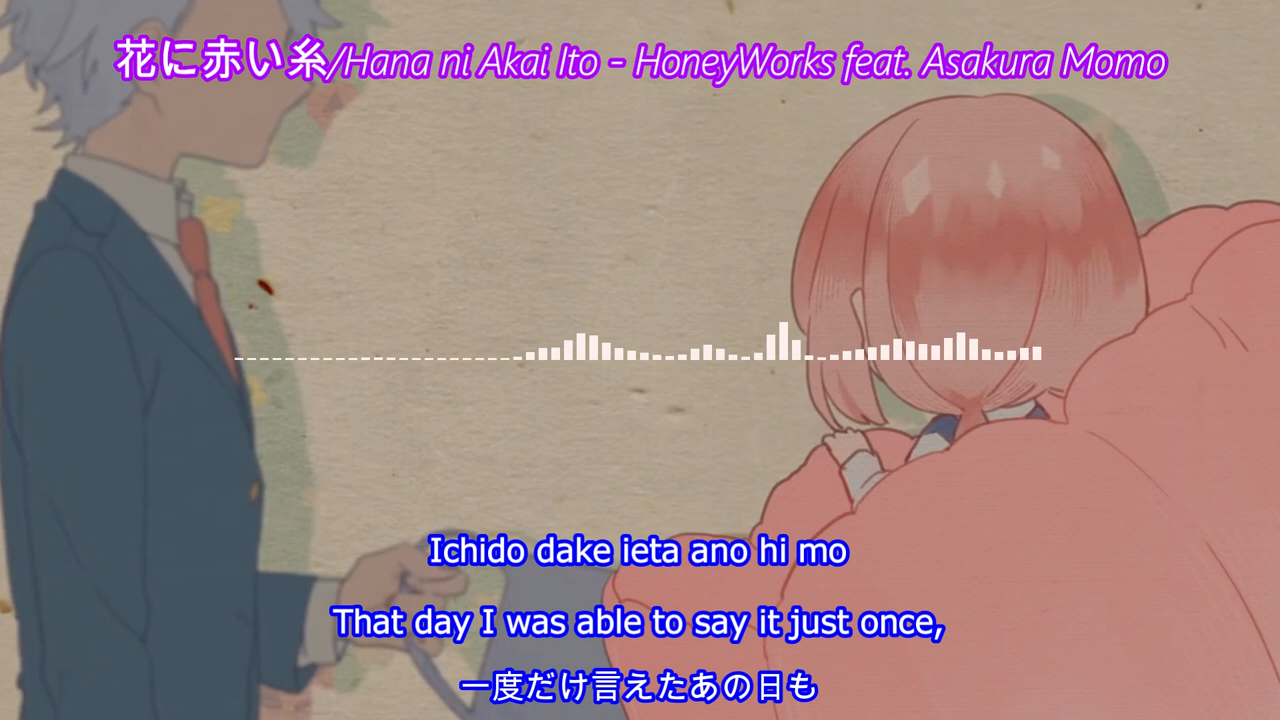 花に赤い糸/Hana ni Akai Ito - HoneyWorks feat. Asakura Momo
Ichido dake ieta ano hi mo
That day I was able to say it just once,
一度だけ言えたあの日も